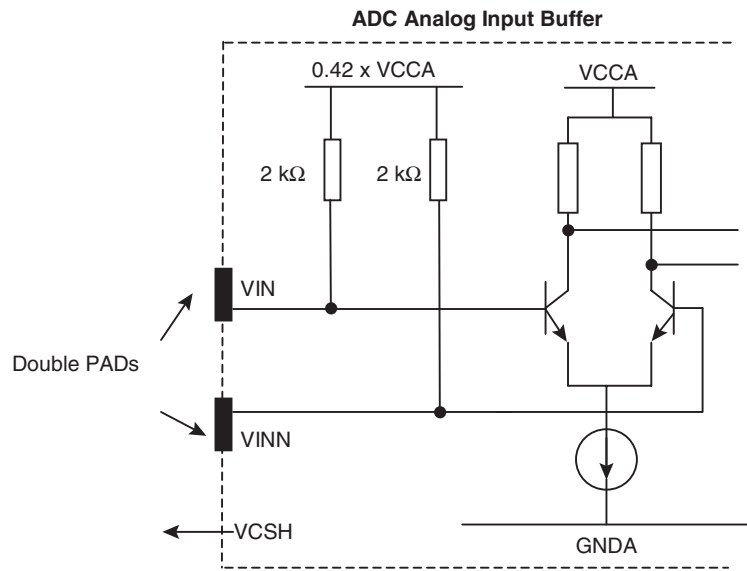 ADC Analog Input Buffer
0.42 x VCCA
VCCA
2 kΩ
2 kΩ
VIN
Double PADs
VINN
VCSH
GNDA